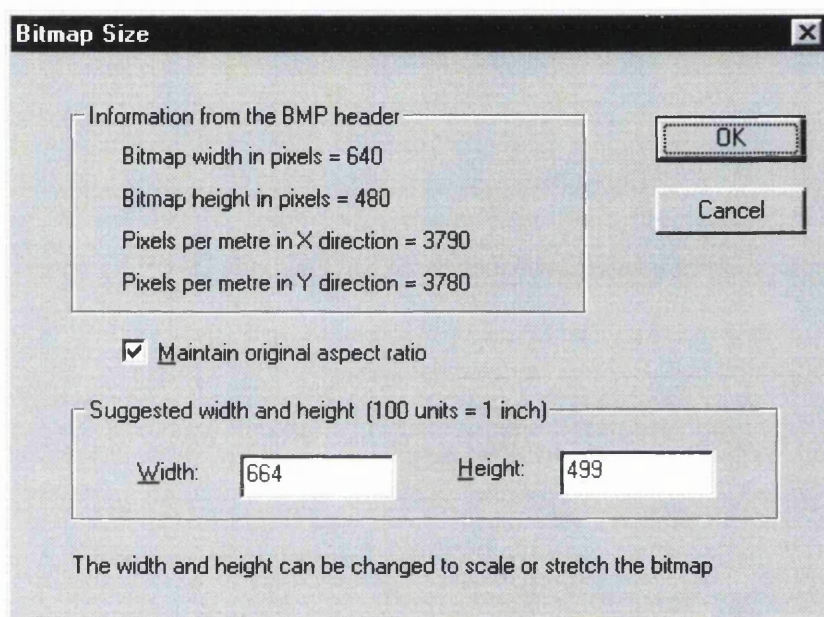 Bitmap Size
Information from the BMP header
OK
Bitmap width in pixels = 640
Bitmap height in pixels = 480
Cancel
Pixels per metre in X direction = 3790
Pixels per metre in Y direction = 3780
Maintain original aspect ratio
Suggested width and height (100 units = 1 inch)
Width: 664 Height: 499
The width and height can be changed to scale or stretch the bitmap